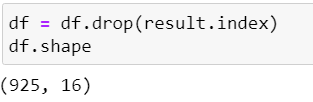 df = df.drop(result.index)
df.shape
(925, 16)